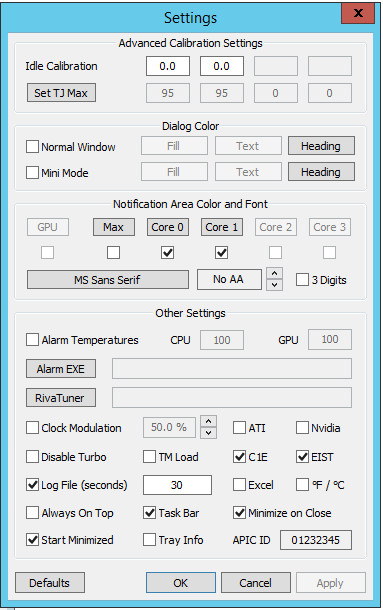 Settings
x
Advanced Calibration Settings
Idle Calibration 0.0 0.0
Set TJ Max 95 95 0 0
Dialog Color
Normal Window Fill Text Heading
Mini Mode Fill Text Heading
Notification Area Color and Font
GPU Max Core 0 Core 1 Core 2 Core 3
MS Sans Serif No AA 3 Digits
Other Settings
Alarm Temperatures CPU 100 GPU 100
Alarm EXE
RivaTuner
Clock Modulation 50.0 % ATI Nvidia
Disable Turbo TM Load C1E EIST
Log File (seconds) 30 Excel ºF / ºC
Always On Top Task Bar Minimize on Close
Start Minimized Tray Info APIC ID 01232345
Defaults OK Cancel Apply